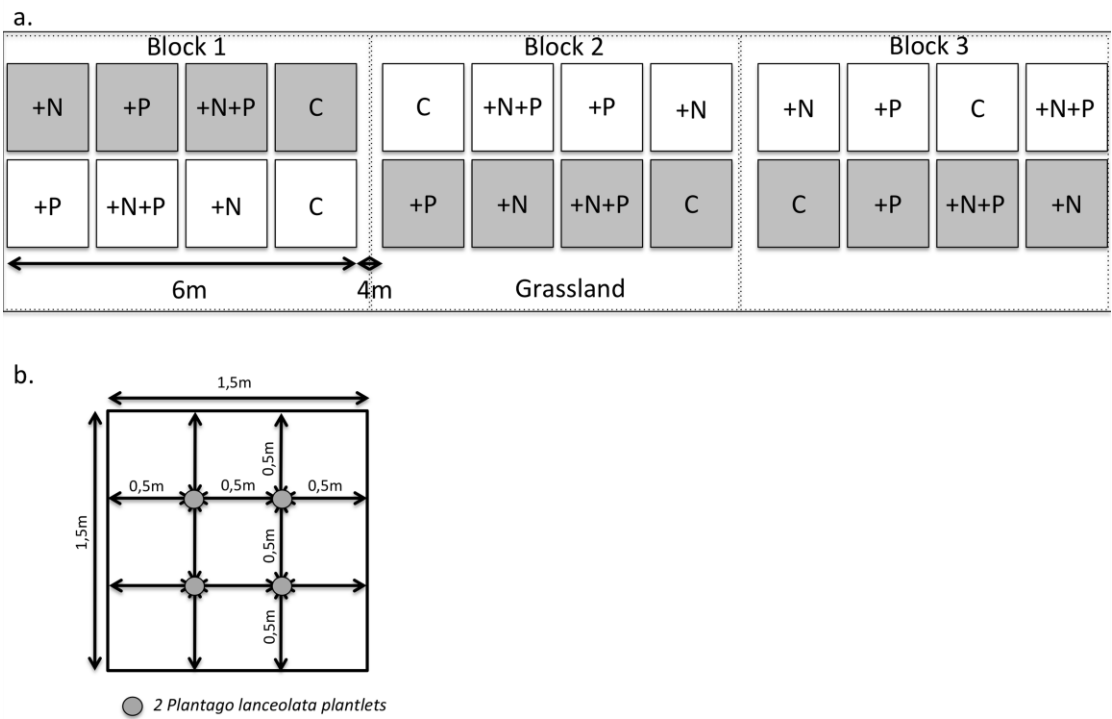 a.
Block 1 Block 2 Block 3
+N +P +N+P C C +N+P +P +N +N +P C +N+P
+P +N+P +N C +P +N +N+P C C +P +N+P +N
6m 4m Grassland
b.
1,5m
0,5m
0,5m 0,5m 0,5m
1,5m
0,5m
0,5m
2 Plantago lanceolata plantlets